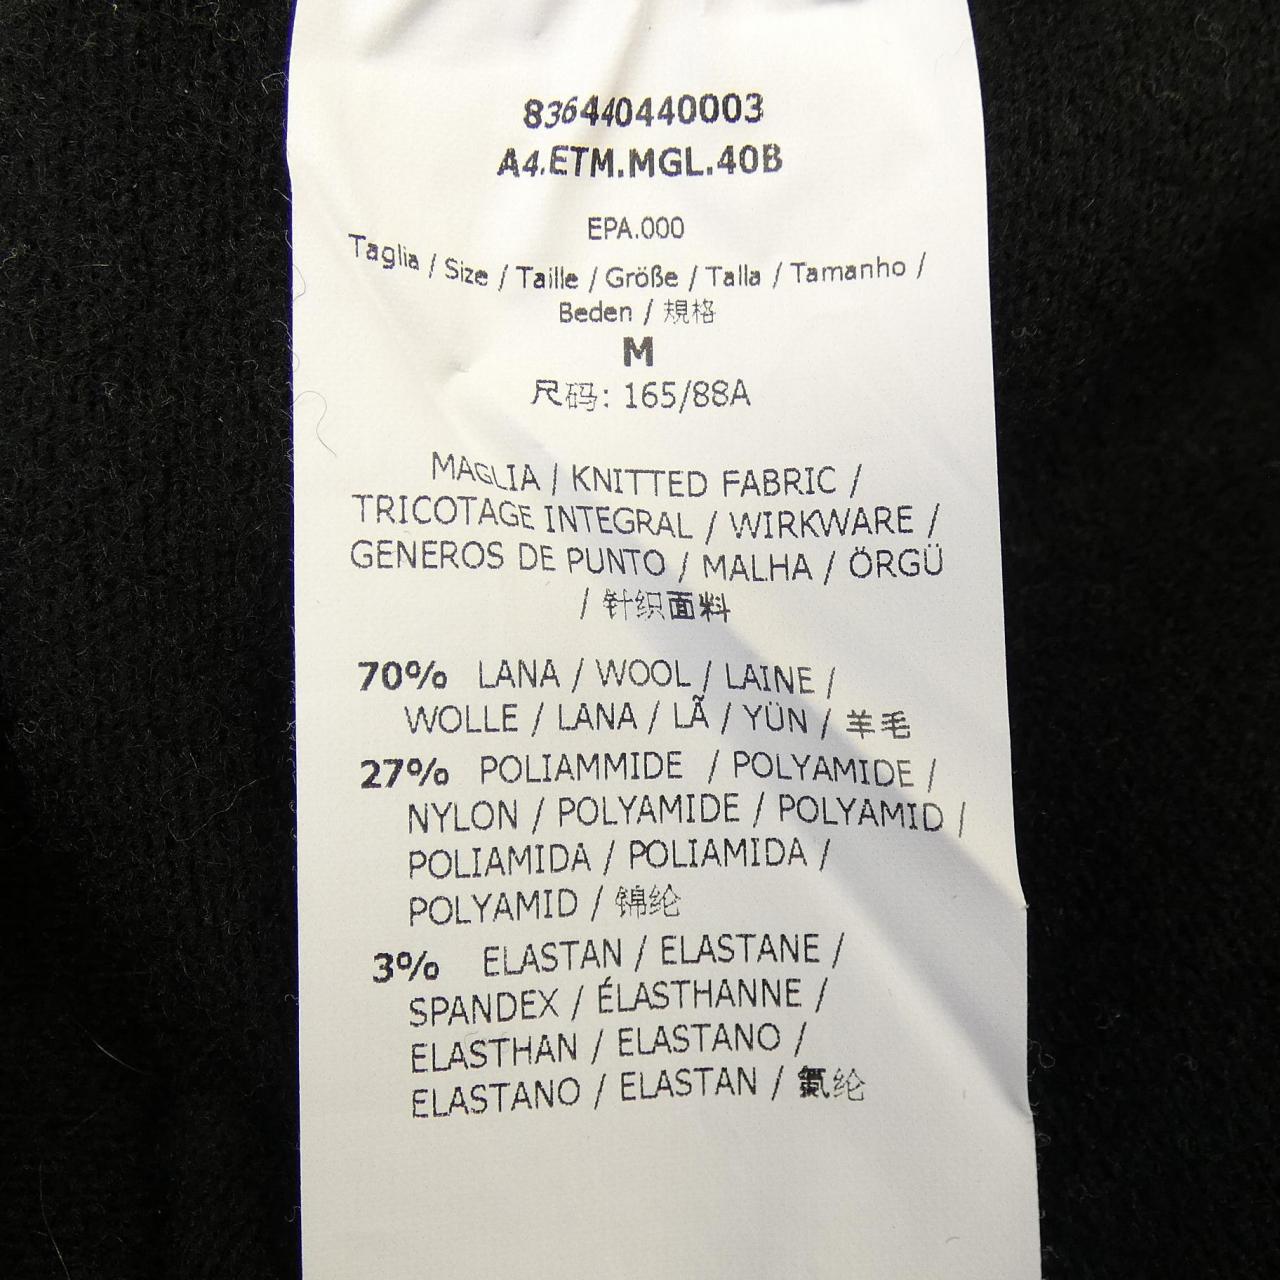 836440440003
A4.ETM.MGL.40B
EPA.000
Taglia / Size / Taille / Größe / Talla / Tamanho /
Beden / 規格
M
尺码: 165/88A
MAGLIA / KNITTED FABRIC /
TRICOTAGE INTEGRAL / WIRKWARE /
GENEROS DE PUNTO / MALHA / ÖRGÜ
/ 针织面料
70% LANA / WOOL / LAINE /
WOLLE / LANA / LÃ / YÜN / 羊毛
27% POLIAMMIDE / POLYAMIDE /
NYLON / POLYAMIDE / POLYAMID /
POLIAMIDA / POLIAMIDA /
POLYAMID / 锦纶
3% ELASTAN / ELASTANE /
SPANDEX / ÉLASTHANNE /
ELASTHAN / ELASTANO /
ELASTANO / ELASTAN / 氨纶